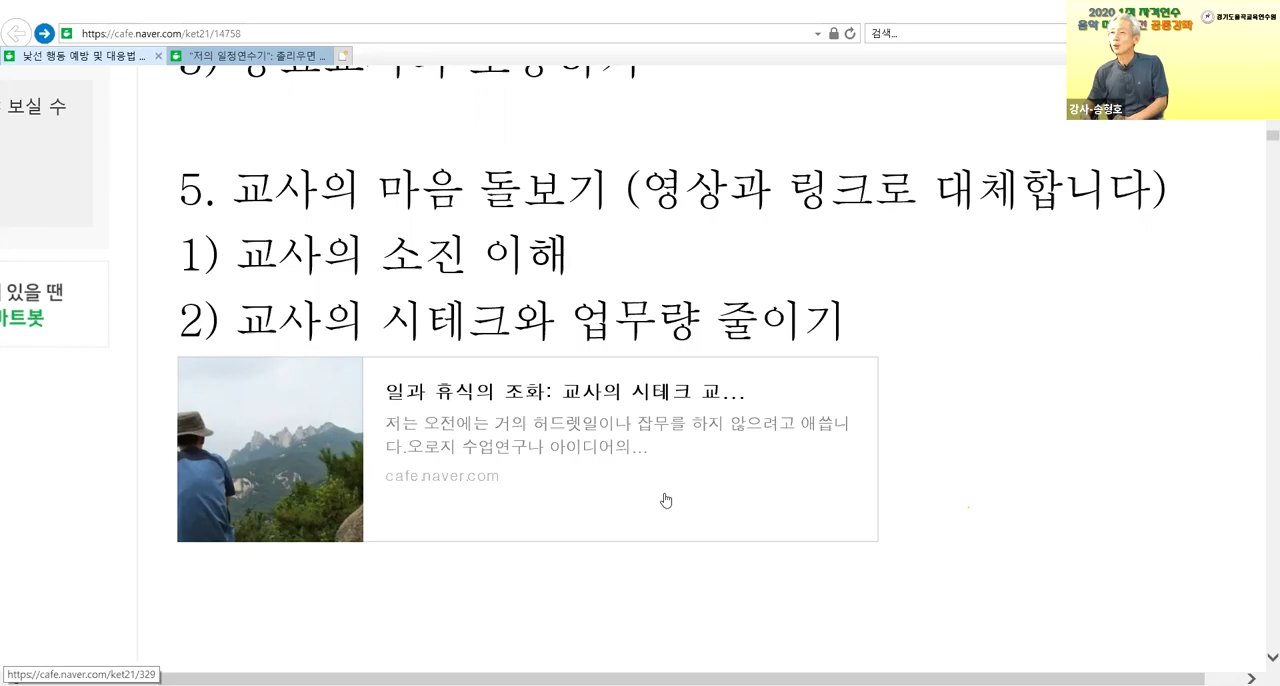 https://cafe.naver.com/ket21/14758
검색...
낯선 행동 예방 및 대응법 ...
"저의 일정연수기": 졸리우면 ...
2020 1정 자격연수
경기도율곡교육연수원
강사-송형호
보실 수
있을 땐
5. 교사의 마음 돌보기 (영상과 링크로 대체합니다)
1) 교사의 소진 이해
2) 교사의 시테크와 업무량 줄이기
일과 휴식의 조화: 교사의 시테크 교...
저는 오전에는 거의 허드렛일이나 잡무를 하지 않으려고 애씁니
다.오로지 수업연구나 아이디어의...
cafe.naver.com
https://cafe.naver.com/ket21/329